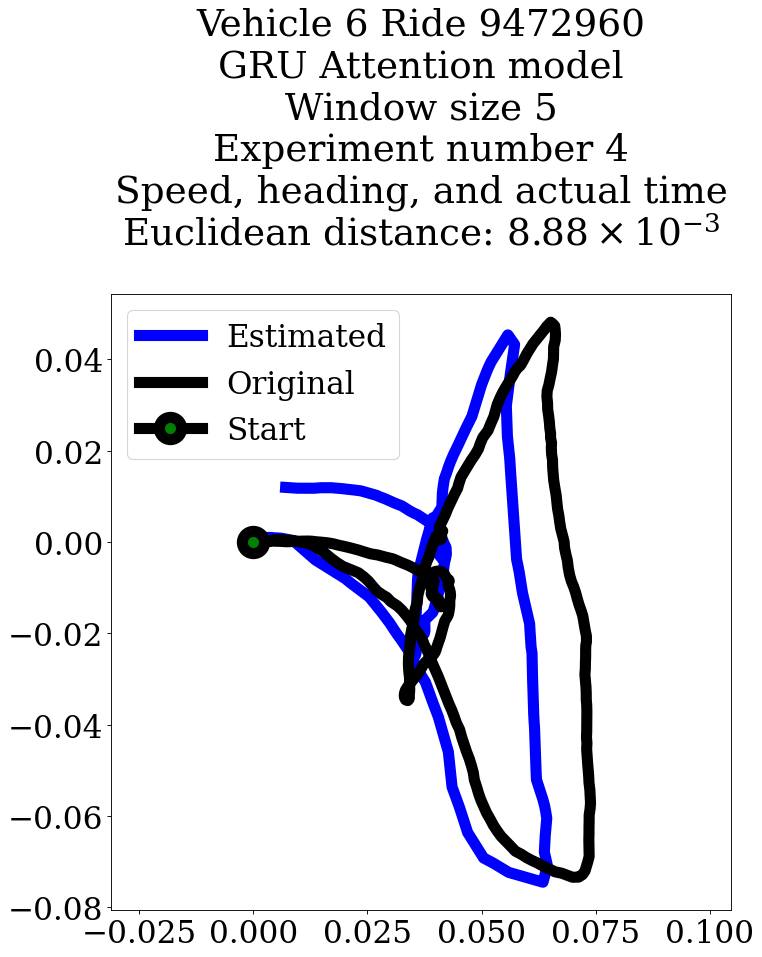 Vehicle 6 Ride 9472960
GRU Attention model
Window size 5
Experiment number 4
Speed, heading, and actual time
Euclidean distance: 8.88 × 10⁻³
Estimated
Original
Start
0.04
0.02
0.00
−0.02
−0.04
−0.06
−0.08
−0.025 0.000 0.025 0.050 0.075 0.100